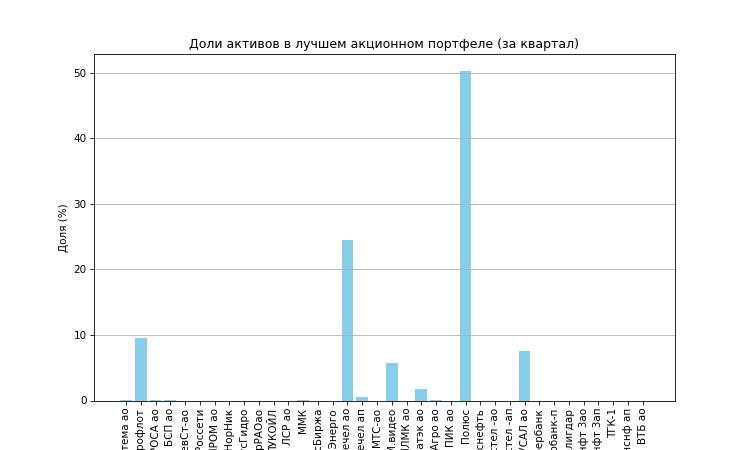 Доли активов в лучшем акционном портфеле (за квартал)
Доля (%)
50
40
30
20
10
0
тема ао
рофлот
РОСА ао
БСП ао
евСт-ао
Россети
ПРОМ ао
НорНик
сГидро
рРАОао
ЛУКОЙЛ
ЛСР ао
ММК
сБиржа
Энерго
ечел ао
ечел ап
МТС-ао
М.видео
ЛМК ао
атэк ао
Агро ао
ПИК ао
Полюс
снефть
стел -ао
стел -ап
УСАЛ ао
ербанк
рбанк-п
лигдар
нфт 3ао
нфт 3ап
ТГК-1
нснф ап
ВТБ ао